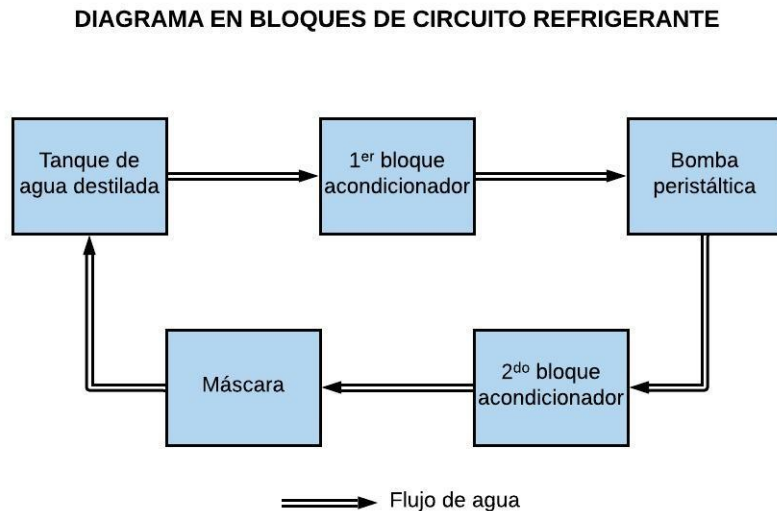 DIAGRAMA EN BLOQUES DE CIRCUITO REFRIGERANTE
Tanque de
agua destilada
1er bloque
acondicionador
Bomba
peristáltica
Máscara
2do bloque
acondicionador
Flujo de agua